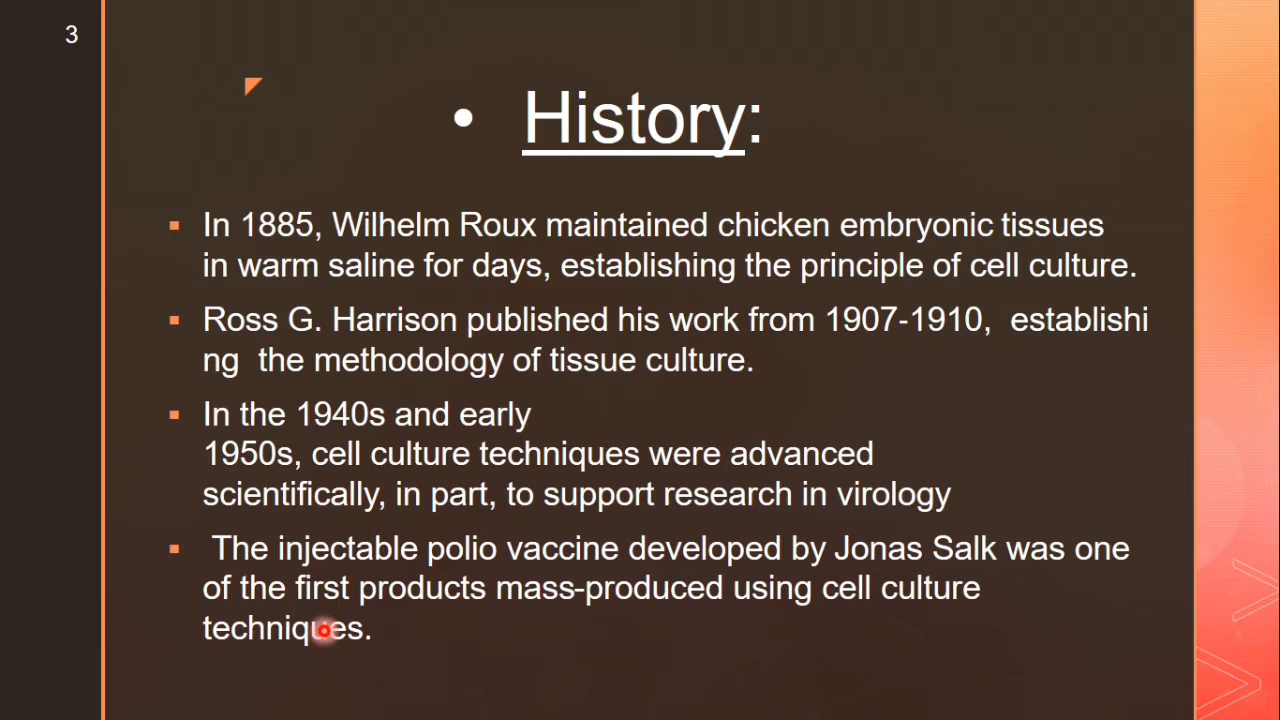 3
• History:
▪ In 1885, Wilhelm Roux maintained chicken embryonic tissues
in warm saline for days, establishing the principle of cell culture.
▪ Ross G. Harrison published his work from 1907-1910,  establishi
ng  the methodology of tissue culture.
▪ In the 1940s and early
1950s, cell culture techniques were advanced
scientifically, in part, to support research in virology
▪ The injectable polio vaccine developed by Jonas Salk was one
of the first products mass-produced using cell culture
techniques.